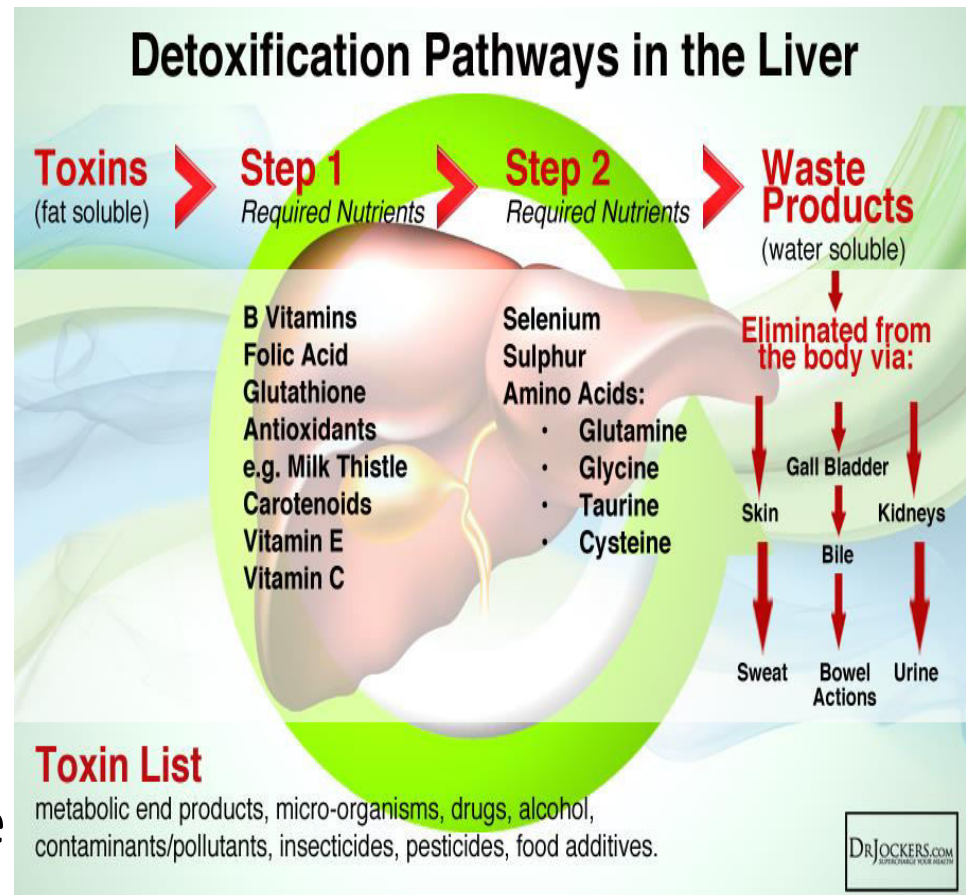 Detoxification Pathways in the Liver
Toxins
(fat soluble)
Step 1
Required Nutrients
Step 2
Required Nutrients
Waste
Products
(water soluble)
B Vitamins
Folic Acid
Glutathione
Antioxidants
e.g. Milk Thistle
Carotenoids
Vitamin E
Vitamin C
Selenium
Sulphur
Amino Acids:
• Glutamine
• Glycine
• Taurine
• Cysteine
Eliminated from
the body via:
Skin
Gall Bladder
Kidneys
Bile
Sweat
Bowel
Actions
Urine
Toxin List
metabolic end products, micro-organisms, drugs, alcohol,
contaminants/pollutants, insecticides, pesticides, food additives.
e
DRJOCKERS.COM
SUPERCHARGE YOUR HEALTH